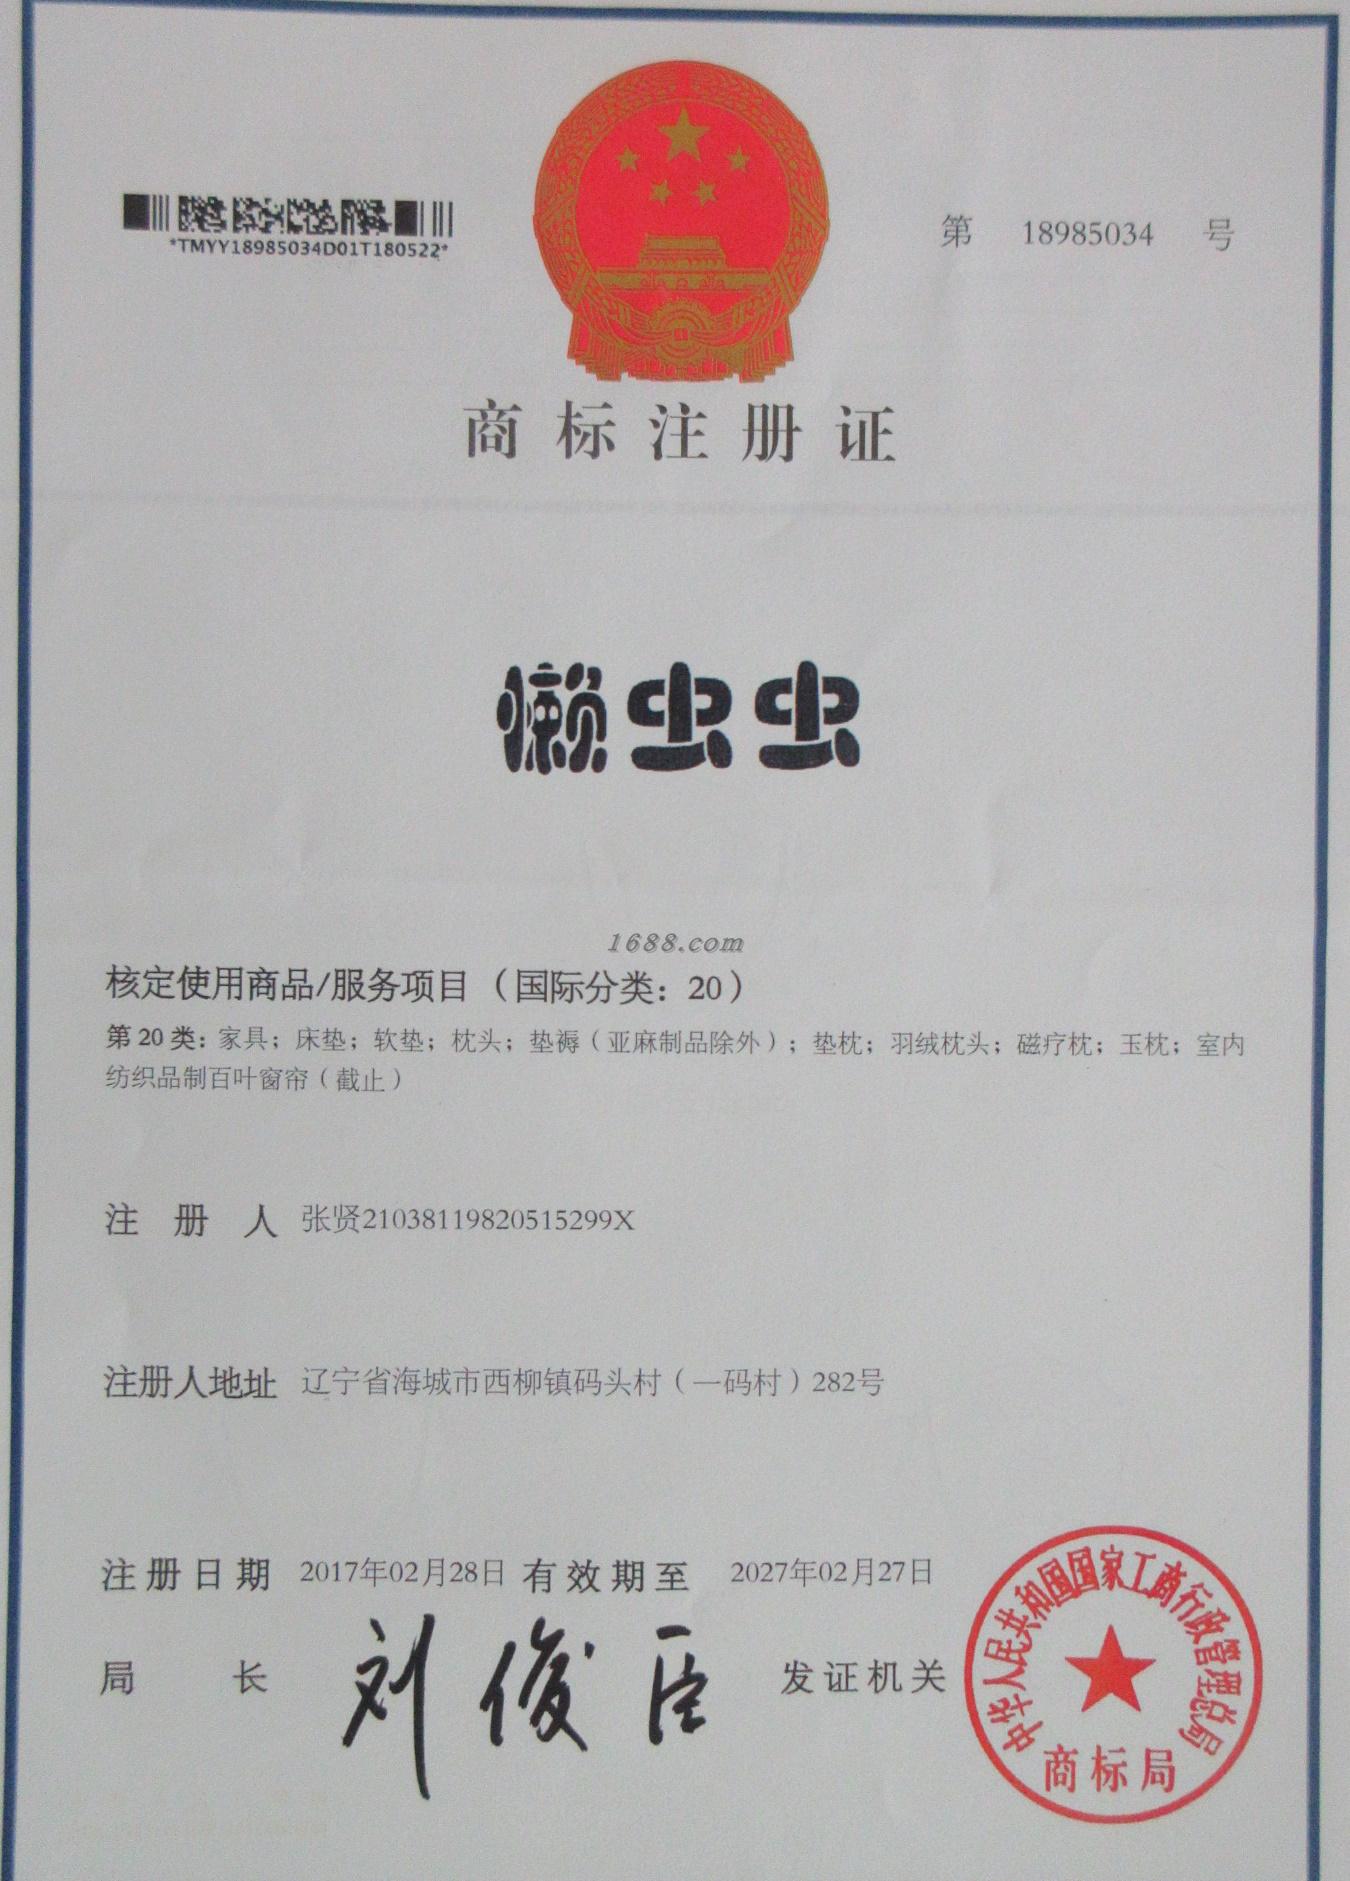 *TMYY18985034D01T180522*
第 18985034 号
商标注册证
懒虫虫
1688.com
核定使用商品/服务项目（国际分类：20）
第20类：家具；床垫；软垫；枕头；垫褥（亚麻制品除外）；垫枕；羽绒枕头；磁疗枕；玉枕；室内
纺织品制百叶窗帘（截止）
注册人 张贤21038119820515299X
注册人地址 辽宁省海城市西柳镇码头村（一码村）282号
注册日期 2017年02月28日 有效期至 2027年02月27日
局长 刘俊臣 发证机关
中华人民共和国国家工商行政管理总局
商标局